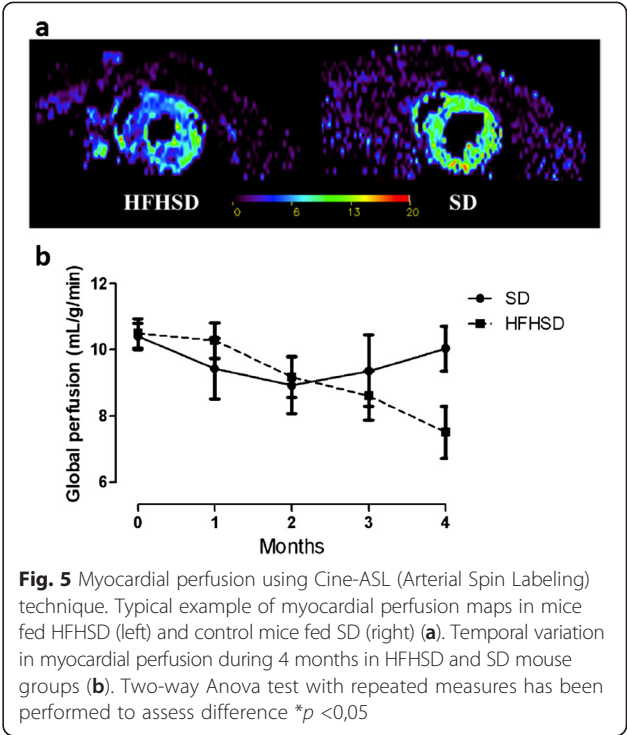 a
HFHSD
SD
0 6 13 20
b
Global perfusion (mL/g/min)
12
10
8
6
SD
HFHSD
0 1 2 3 4
Months
Fig. 5 Myocardial perfusion using Cine-ASL (Arterial Spin Labeling)
technique. Typical example of myocardial perfusion maps in mice
fed HFHSD (left) and control mice fed SD (right) (a). Temporal variation
in myocardial perfusion during 4 months in HFHSD and SD mouse
groups (b). Two-way Anova test with repeated measures has been
performed to assess difference *p <0,05